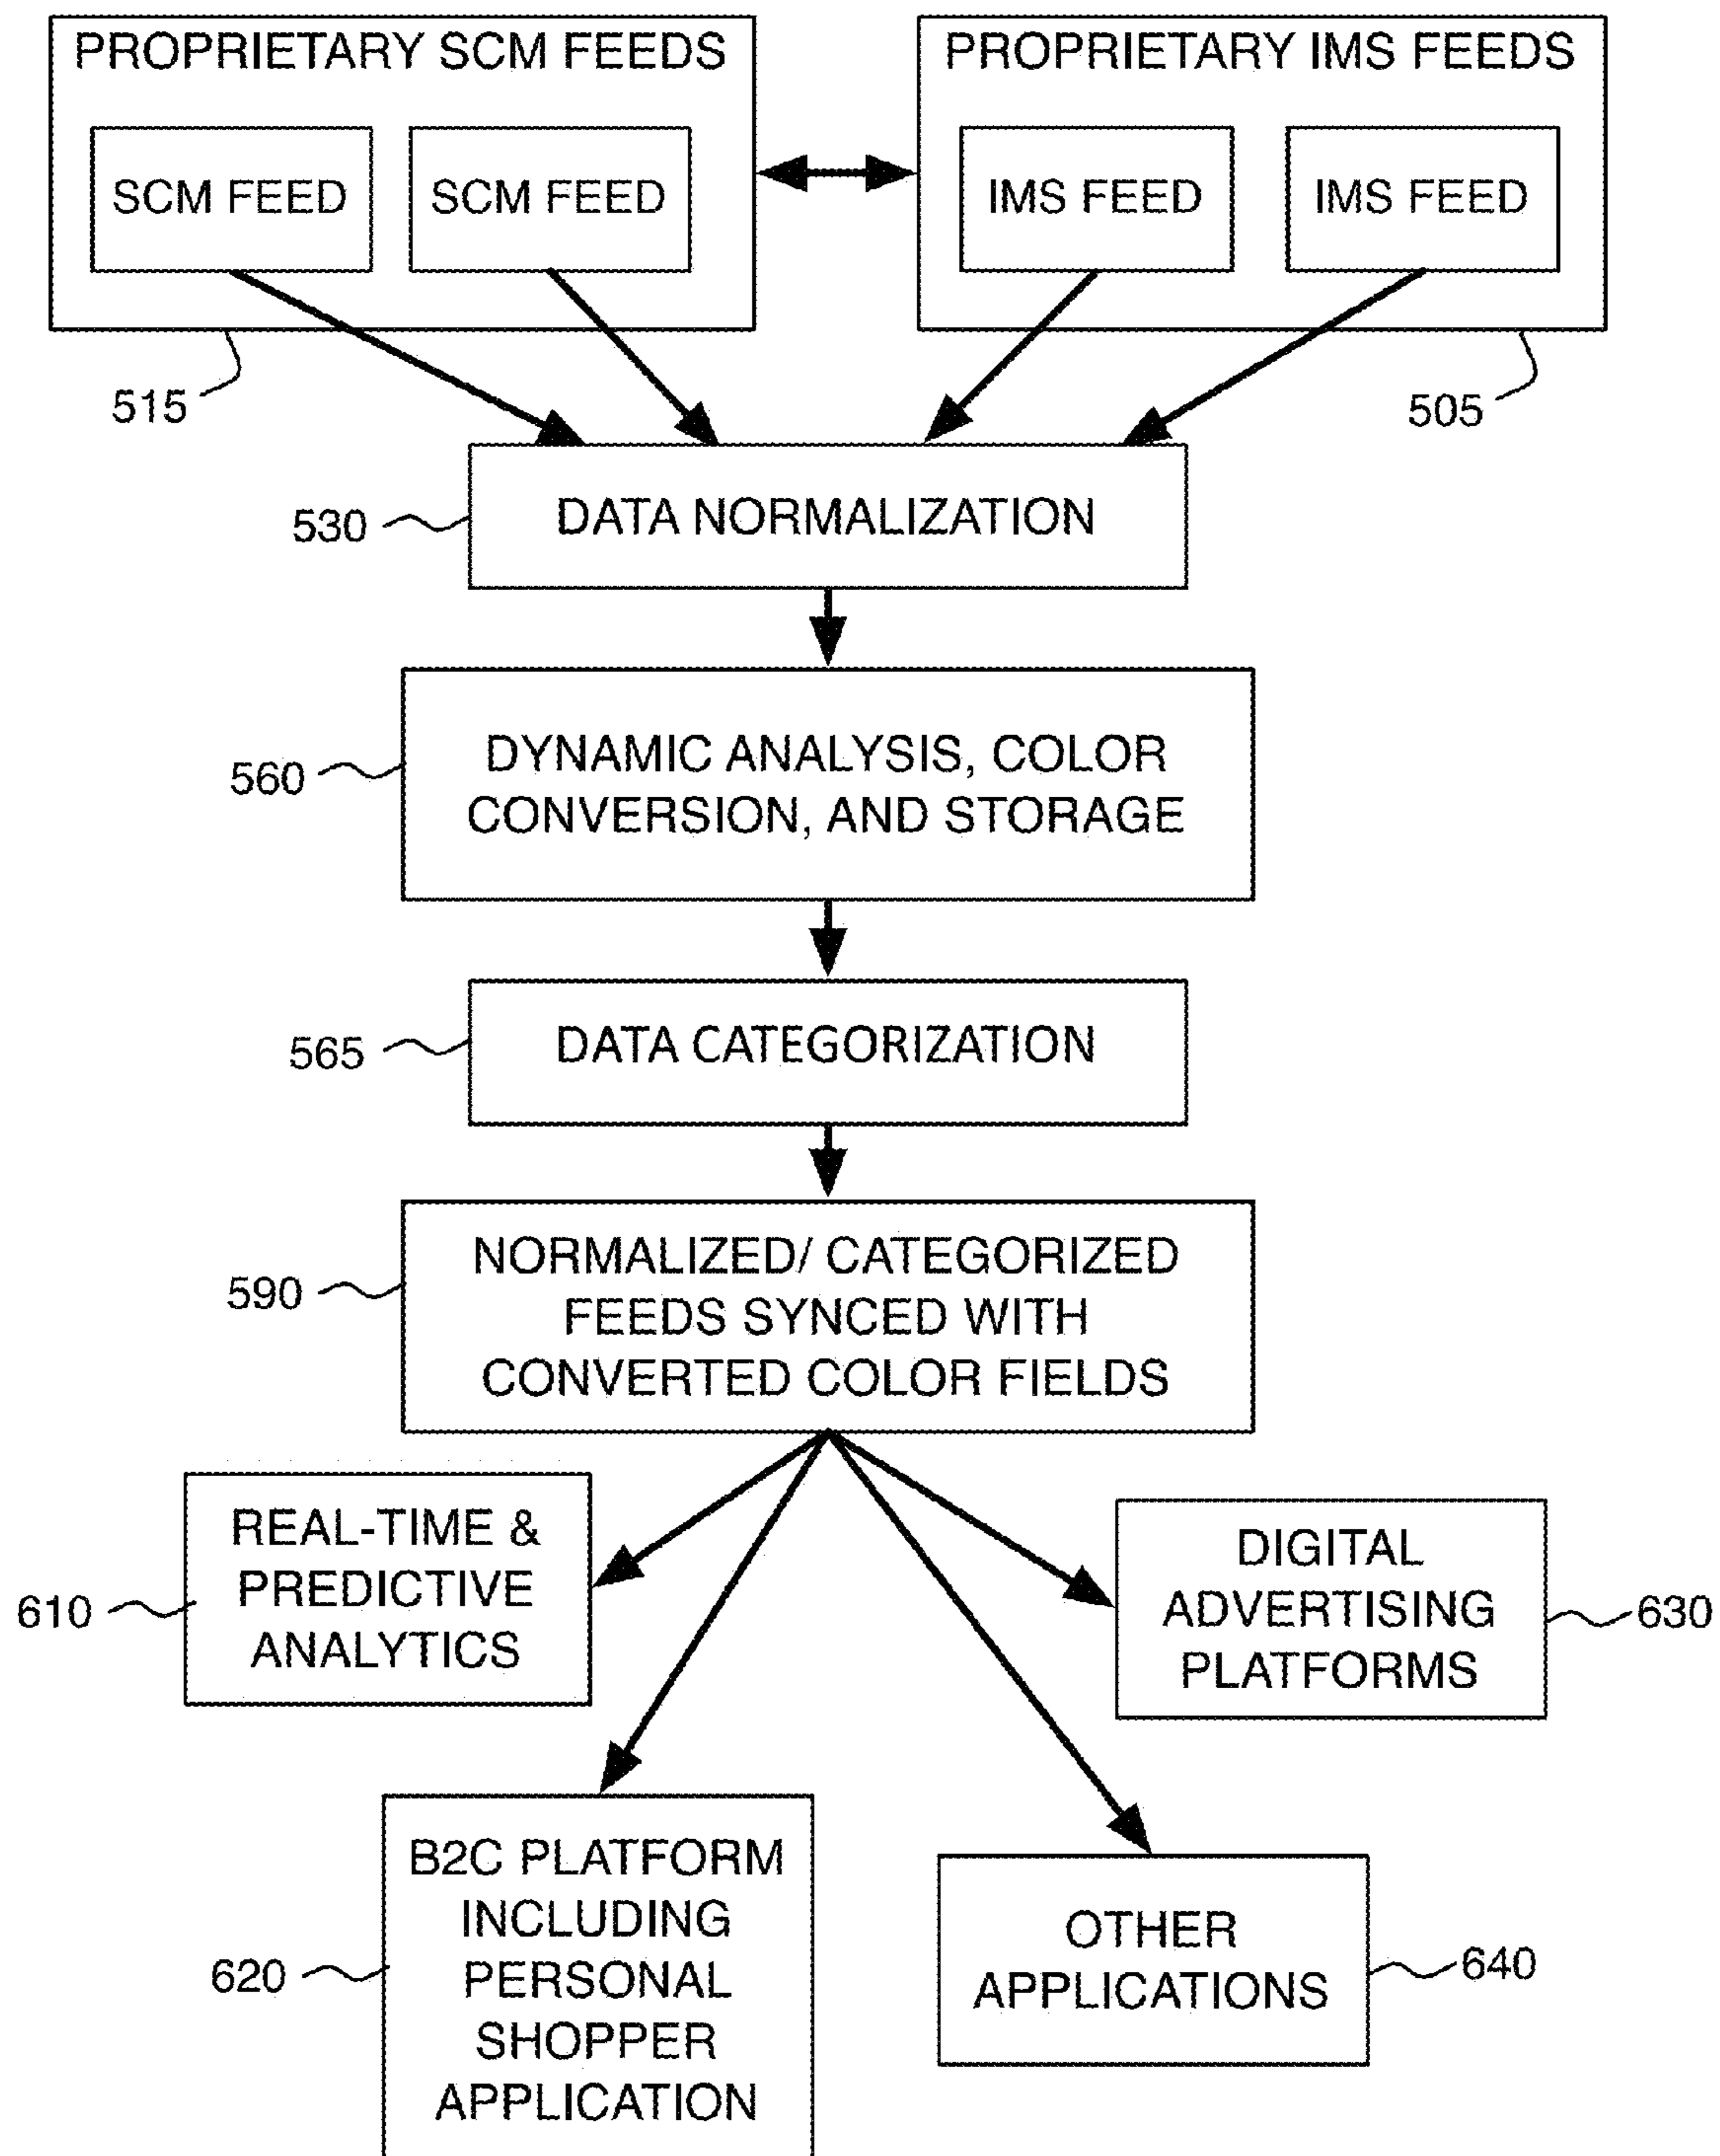 PROPRIETARY SCM FEEDS
PROPRIETARY IMS FEEDS
SCM FEED
SCM FEED
IMS FEED
IMS FEED
515
505
530
DATA NORMALIZATION
560
DYNAMIC ANALYSIS, COLOR
CONVERSION, AND STORAGE
565
DATA CATEGORIZATION
590
NORMALIZED/ CATEGORIZED
FEEDS SYNCED WITH
CONVERTED COLOR FIELDS
610
REAL-TIME &
PREDICTIVE
ANALYTICS
DIGITAL
ADVERTISING
PLATFORMS
630
620
B2C PLATFORM
INCLUDING
PERSONAL
SHOPPER
APPLICATION
OTHER
APPLICATIONS
640